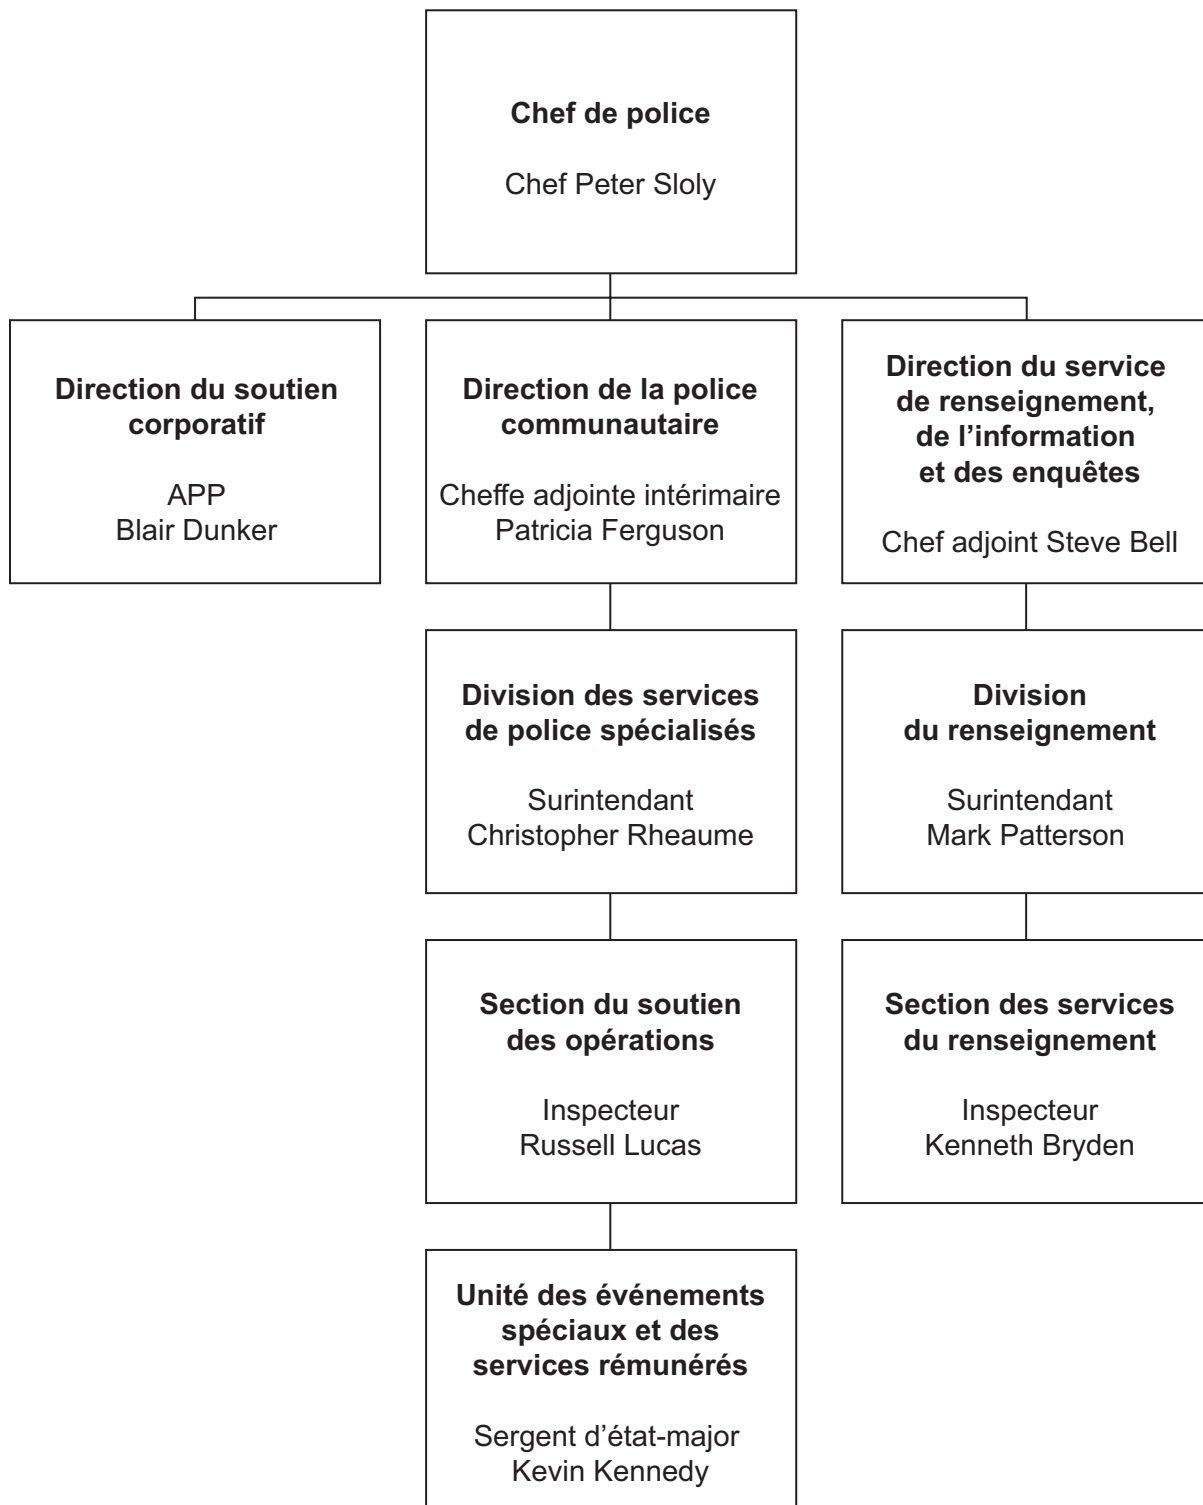 Chef de police
Chef Peter Sloly
Direction du soutien
corporatif
APP
Blair Dunker
Direction de la police
communautaire
Cheffe adjointe intérimaire
Patricia Ferguson
Direction du service
de renseignement,
de l’information
et des enquêtes
Chef adjoint Steve Bell
Division des services
de police spécialisés
Surintendant
Christopher Rheaume
Division
du renseignement
Surintendant
Mark Patterson
Section du soutien
des opérations
Inspecteur
Russell Lucas
Section des services
du renseignement
Inspecteur
Kenneth Bryden
Unité des événements
spéciaux et des
services rémunérés
Sergent d’état-major
Kevin Kennedy